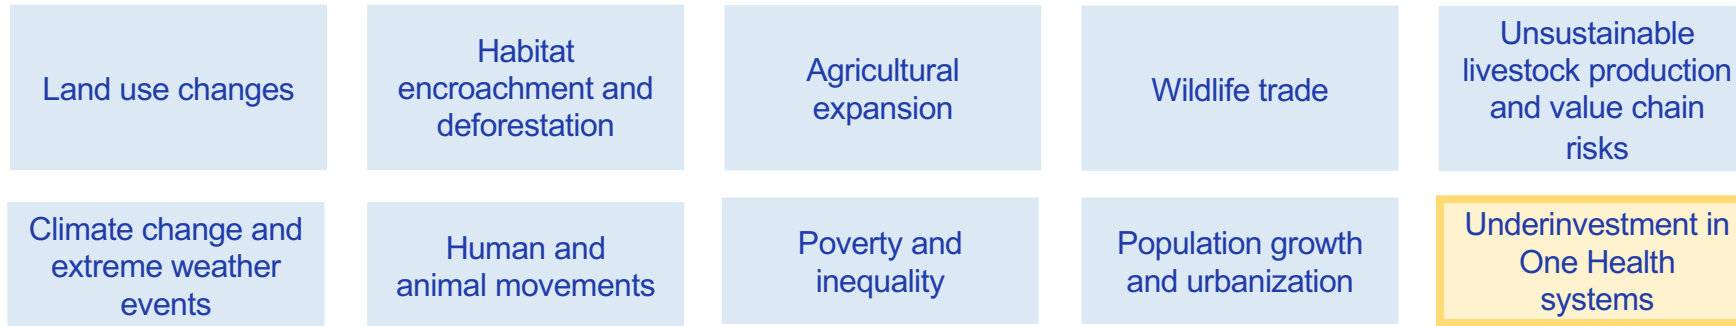 Land use changes
Habitat
encroachment and
deforestation
Agricultural
expansion
Wildlife trade
Unsustainable
livestock production
and value chain
risks
Climate change and
extreme weather
events
Human and
animal movements
Poverty and
inequality
Population growth
and urbanization
Underinvestment in
One Health
systems